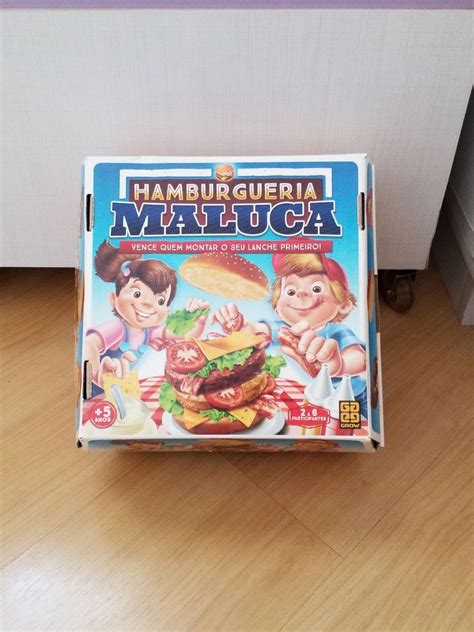 HAMBURGUERIA
MALUCA
VENCE QUEM MONTAR O SEU LANCHE PRIMEIRO!
+5
ANOS
2 A 6
PARTICIPANTES
GROW